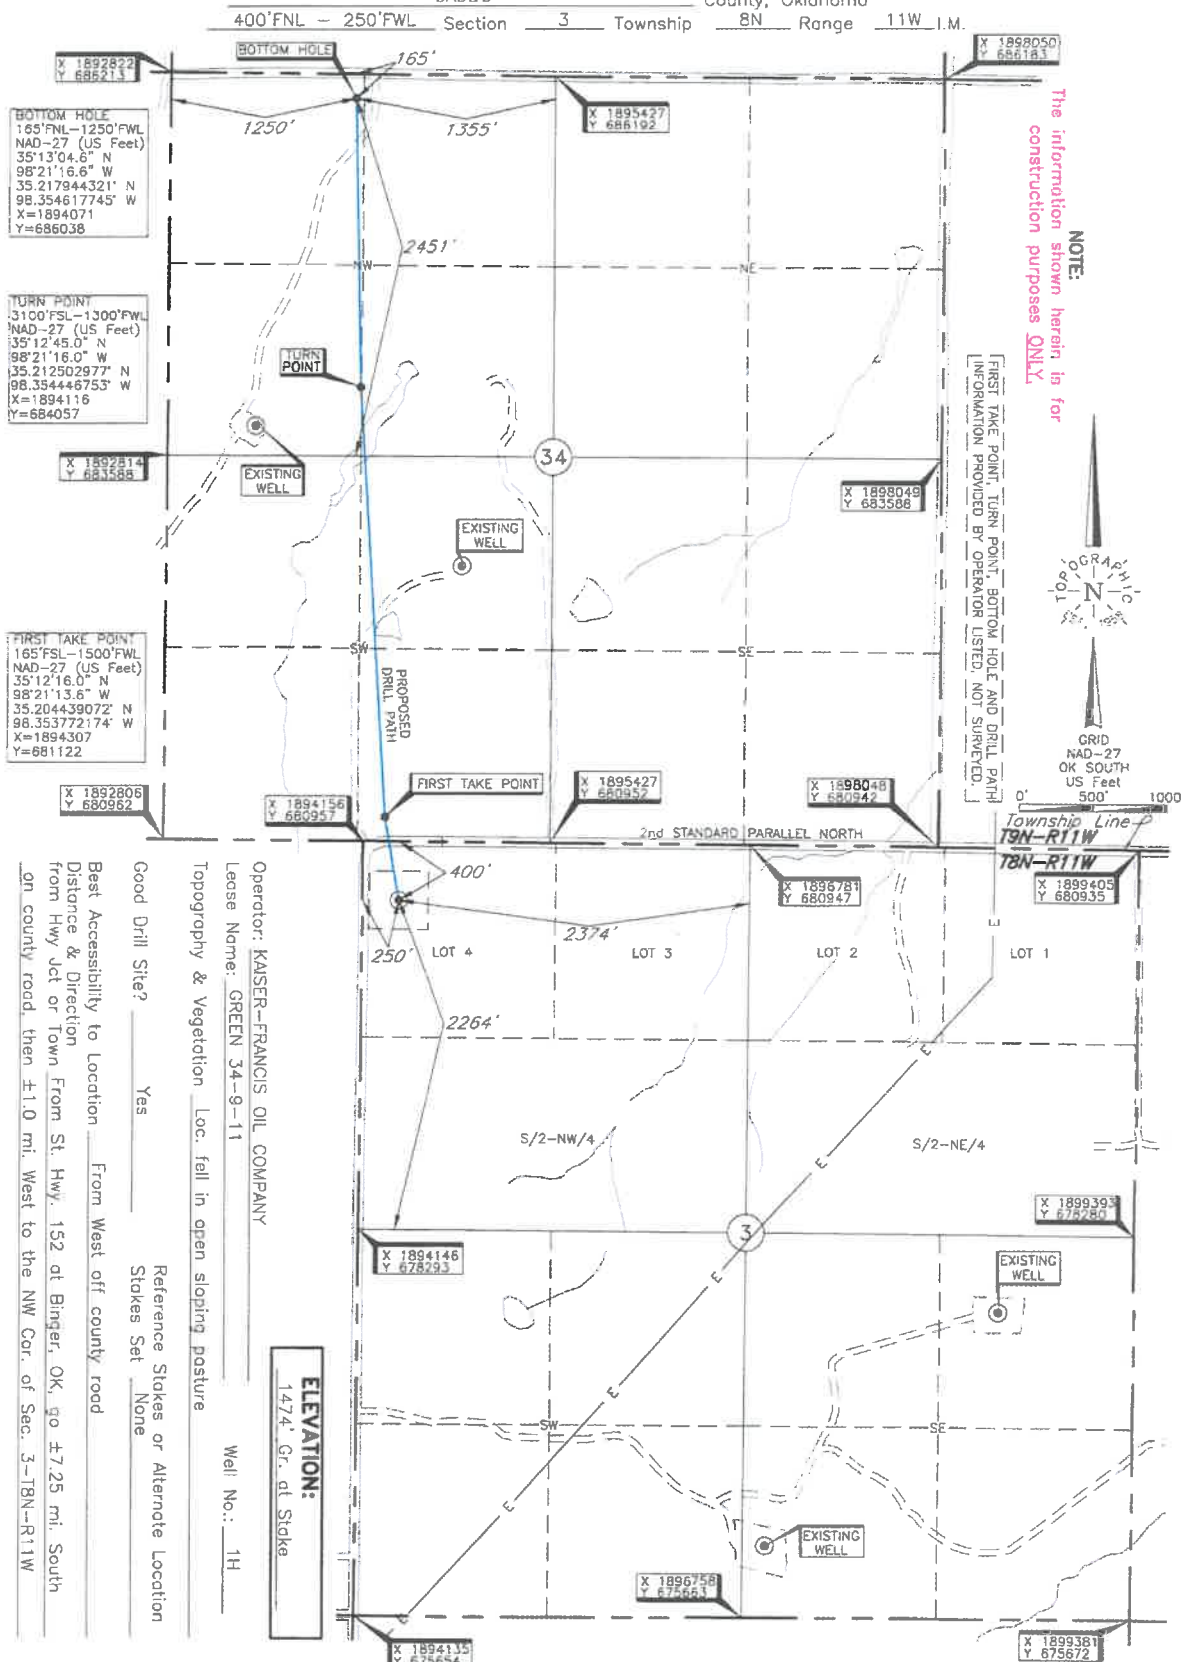 County, Oklahoma
400'FNL - 250'FWL Section 3 Township 8N Range 11W I.M.
BOTTOM HOLE
165'
X 1892822
Y 686213
X 1898050
Y 686183
1250'
1355'
X 1895427
Y 686192
BOTTOM HOLE
165'FNL-1250'FWL
NAD-27 (US Feet)
35°13'04.6" N
98°21'16.6" W
35.217944321° N
98.354617745° W
X=1894071
Y=686038
The information shown herein is for
construction purposes ONLY.
NOTE:
2451'
NW
NE
TURN POINT
3100'FSL-1300'FWL
NAD-27 (US Feet)
35°12'45.0" N
98°21'16.0" W
35.212502977° N
98.354446753° W
X=1894116
Y=684057
TURN
POINT
FIRST TAKE POINT, TURN POINT, BOTTOM HOLE AND DRILL PATH
INFORMATION PROVIDED BY OPERATOR LISTED, NOT SURVEYED.
X 1892814
Y 683588
EXISTING
WELL
34
X 1898049
Y 683588
EXISTING
WELL
TOPOGRAPHIC
N
SW
SE
FIRST TAKE POINT
165'FSL-1500'FWL
NAD-27 (US Feet)
35°12'16.0" N
98°21'13.6" W
35.204439072° N
98.353772174° W
X=1894307
Y=681122
PROPOSED
DRILL PATH
GRID
NAD-27
OK SOUTH
US Feet
0' 500' 1000'
FIRST TAKE POINT
X 1892806
Y 680962
X 1894156
Y 680957
X 1895427
Y 680952
X 1898048
Y 680942
2nd STANDARD PARALLEL NORTH
Township Line
T9N-R11W
T8N-R11W
400'
X 1896781
Y 680947
X 1899405
Y 680935
2374'
250'
LOT 4
LOT 3
LOT 2
LOT 1
E
2264'
E
S/2-NW/4
S/2-NE/4
E
X 1899393
Y 678280
3
X 1894146
Y 678293
EXISTING
WELL
E
E
SW
SE
E
EXISTING
WELL
X 1896758
Y 675663
E
X 1894135
Y 675654
X 1899381
Y 675672
Operator: KAISER-FRANCIS OIL COMPANY
Lease Name: GREEN 34-9-11 Well No.: 1H
Topography & Vegetation Loc. fell in open sloping pasture
Good Drill Site? Yes
Reference Stakes or Alternate Location
Stakes Set None
Best Accessibility to Location From West off county road
Distance & Direction
from Hwy Jct or Town From St. Hwy. 152 at Binger, OK, go ±7.25 mi. South
on county road, then ±1.0 mi. West to the NW Cor. of Sec. 3-T8N-R11W
ELEVATION:
1474' Gr. at Stake